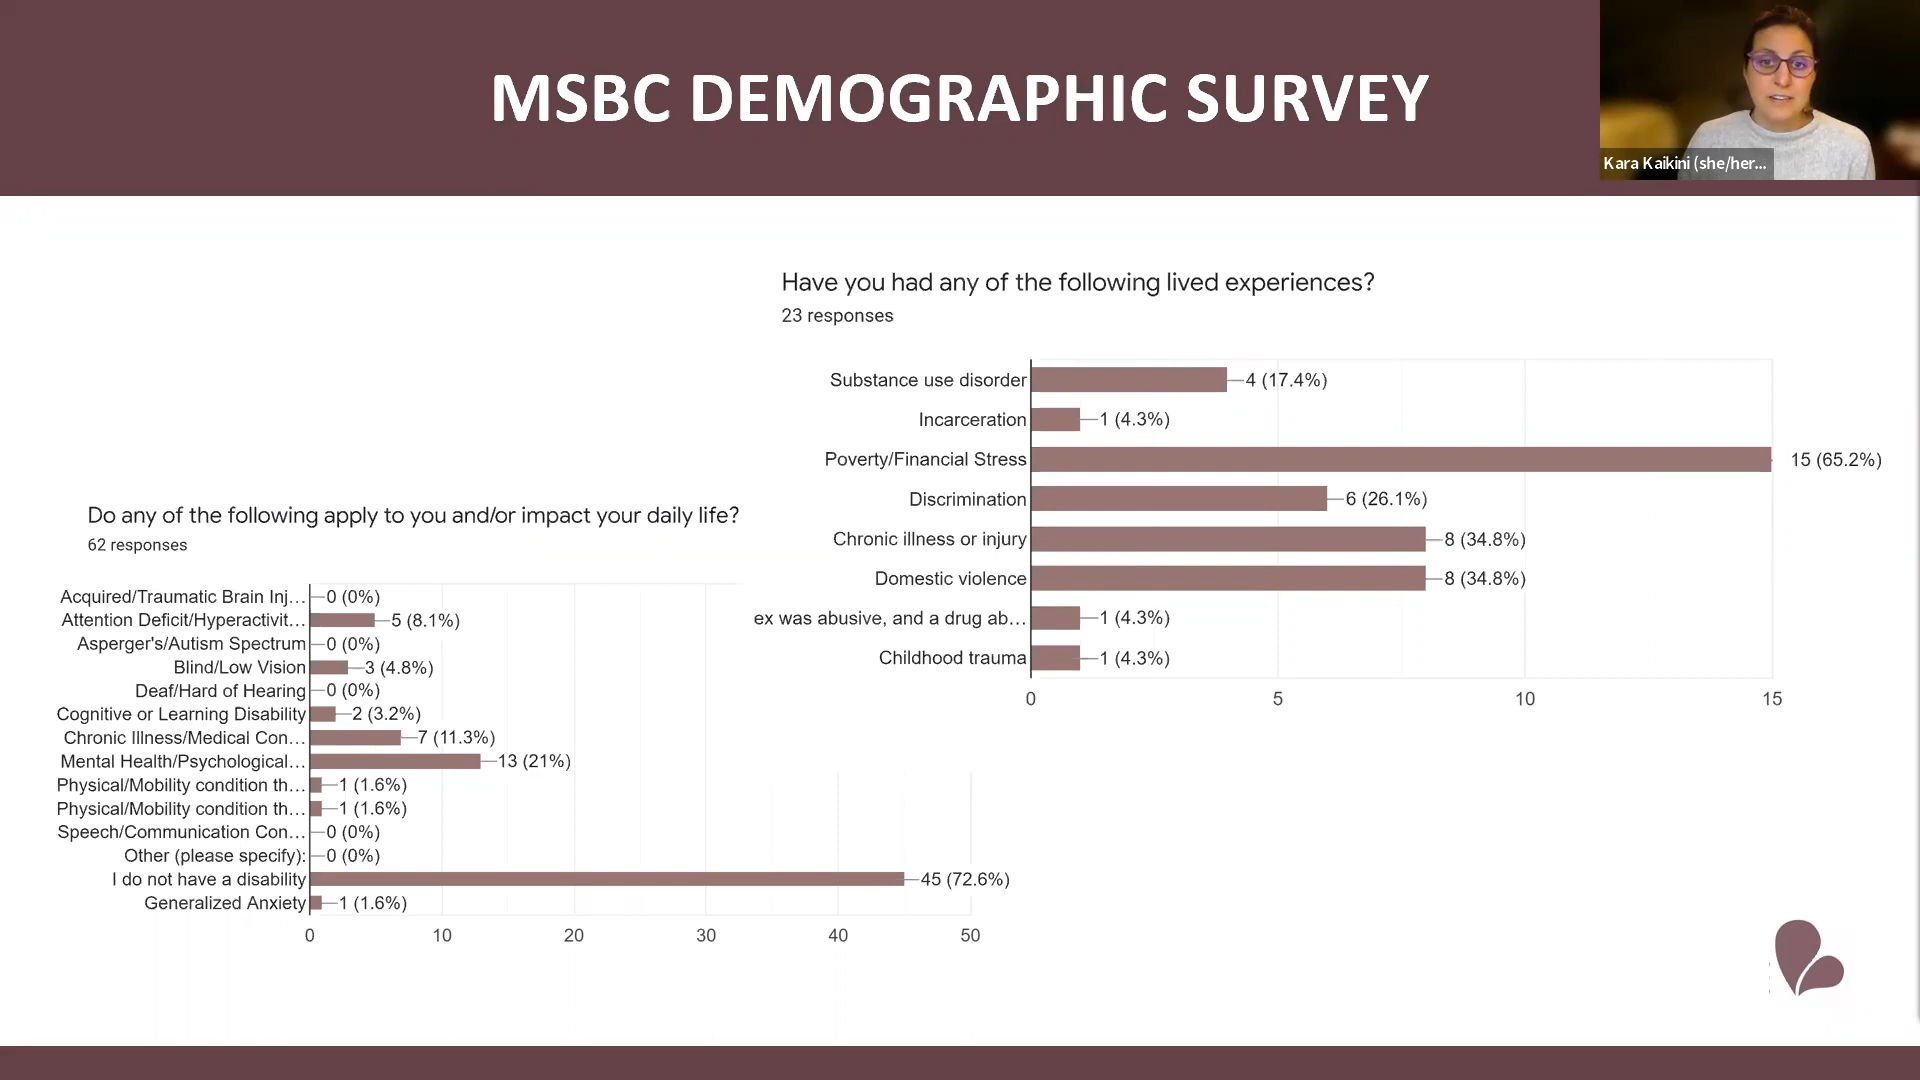 MSBC DEMOGRAPHIC SURVEY
Kara Kaikini (she/her...
Have you had any of the following lived experiences?
23 responses
Substance use disorder 4 (17.4%)
Incarceration 1 (4.3%)
Poverty/Financial Stress 15 (65.2%)
Discrimination 6 (26.1%)
Chronic illness or injury 8 (34.8%)
Domestic violence 8 (34.8%)
ex was abusive, and a drug ab… 1 (4.3%)
Childhood trauma 1 (4.3%)
0 5 10 15
Do any of the following apply to you and/or impact your daily life?
62 responses
Acquired/Traumatic Brain Inj… 0 (0%)
Attention Deficit/Hyperactivit… 5 (8.1%)
Asperger's/Autism Spectrum 0 (0%)
Blind/Low Vision 3 (4.8%)
Deaf/Hard of Hearing 0 (0%)
Cognitive or Learning Disability 2 (3.2%)
Chronic Illness/Medical Con… 7 (11.3%)
Mental Health/Psychological… 13 (21%)
Physical/Mobility condition th… 1 (1.6%)
Physical/Mobility condition th… 1 (1.6%)
Speech/Communication Con… 0 (0%)
Other (please specify): 0 (0%)
I do not have a disability 45 (72.6%)
Generalized Anxiety 1 (1.6%)
0 10 20 30 40 50